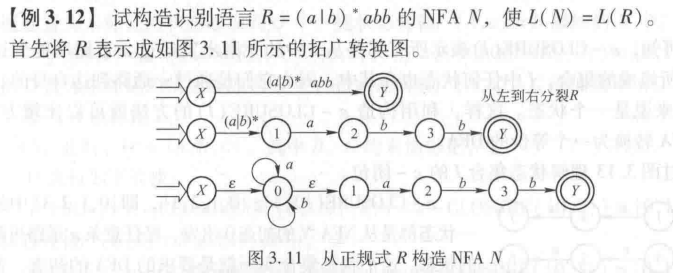 【例 3.12】 试构造识别语言 R = (a|b)*abb 的 NFA N，使 L(N) = L(R)。
首先将 R 表示成如图 3.11 所示的拓广转换图。
X (a|b)* abb Y 从左到右分裂R
X (a|b)* 1 a 2 b 3 Y
a
X ε 0 ε 1 a 2 b 3 b Y
b
图 3.11 从正规式 R 构造 NFA N